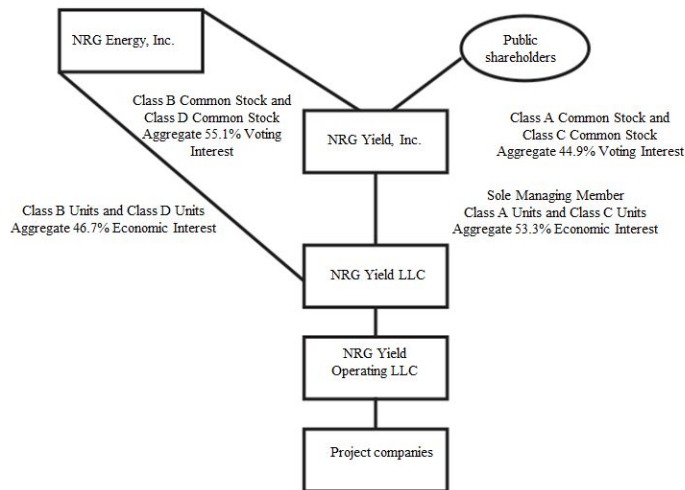 NRG Energy, Inc.
Public
shareholders
Class B Common Stock and
Class D Common Stock
Aggregate 55.1% Voting
Interest
NRG Yield, Inc.
Class A Common Stock and
Class C Common Stock
Aggregate 44.9% Voting Interest
Class B Units and Class D Units
Aggregate 46.7% Economic Interest
Sole Managing Member
Class A Units and Class C Units
Aggregate 53.3% Economic Interest
NRG Yield LLC
NRG Yield
Operating LLC
Project companies